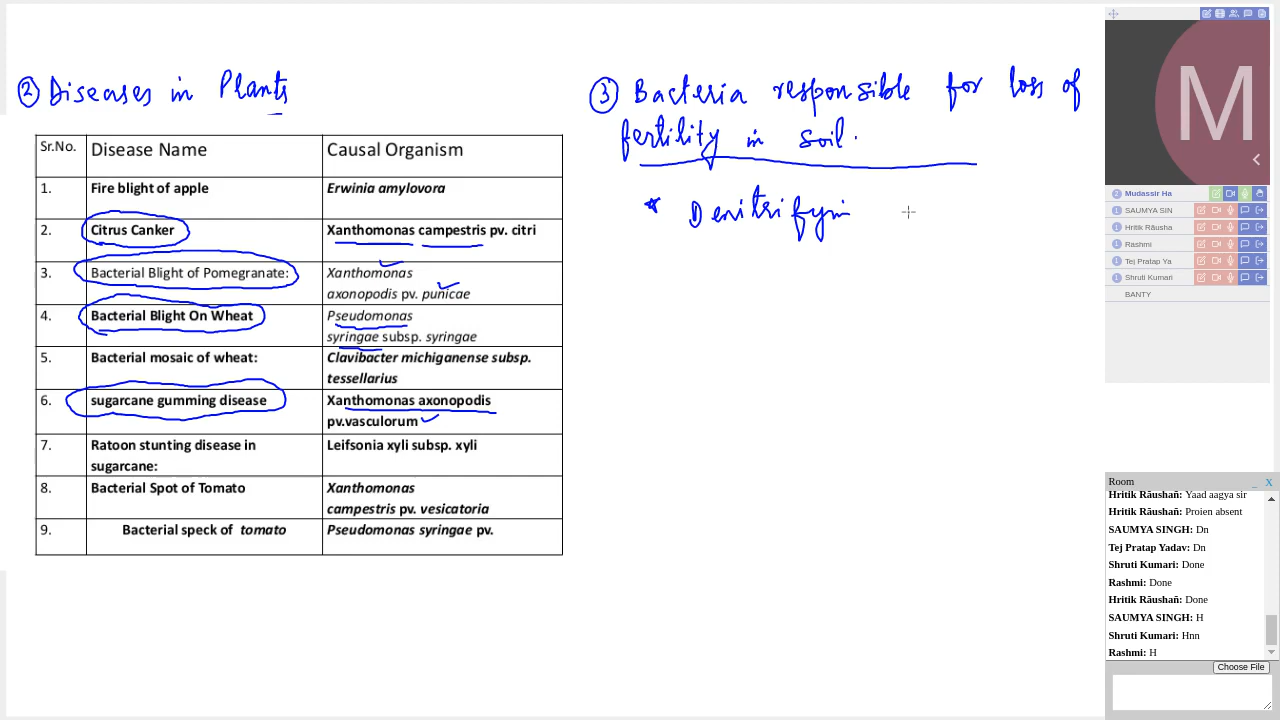 ② Diseases in Plants
Sr.No. Disease Name Causal Organism
1. Fire blight of apple Erwinia amylovora
2. Citrus Canker Xanthomonas campestris pv. citri
3. Bacterial Blight of Pomegranate: Xanthomonas
axonopodis pv. punicae
4. Bacterial Blight On Wheat Pseudomonas
syringae subsp. syringae
5. Bacterial mosaic of wheat: Clavibacter michiganense subsp.
tessellarius
6. sugarcane gumming disease Xanthomonas axonopodis
pv.vasculorum
7. Ratoon stunting disease in Leifsonia xyli subsp. xyli
sugarcane:
8. Bacterial Spot of Tomato Xanthomonas
campestris pv. vesicatoria
9. Bacterial speck of tomato Pseudomonas syringae pv.
③ Bacteria responsible for loss of
fertility in soil.
* Denitrifyin
M
Mudassir Ha
SAUMYA SIN
Hritik Rāusha
Rashmi
Tej Pratap Ya
Shruti Kumari
BANTY
Room _ X
Hritik Rāushañ: Yaad aagya sir
Hritik Rāushañ: Proien absent
SAUMYA SINGH: Dn
Tej Pratap Yadav: Dn
Shruti Kumari: Done
Rashmi: Done
Hritik Rāushañ: Done
SAUMYA SINGH: H
Shruti Kumari: Hnn
Rashmi: H
Choose File